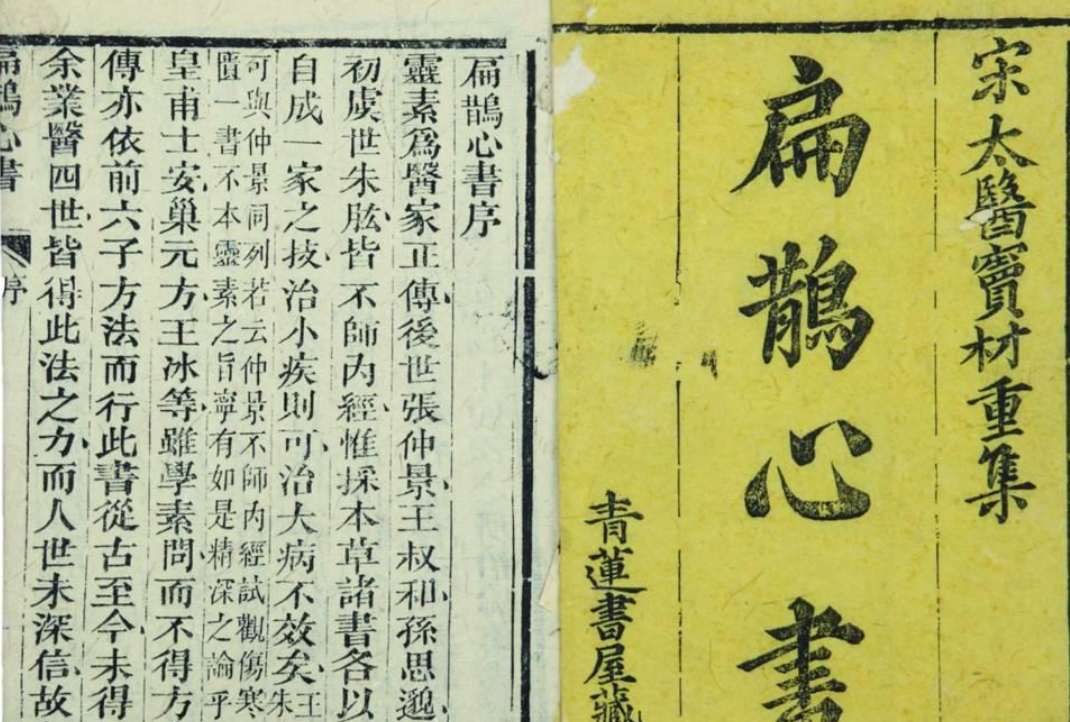 宋太醫竇材重集
扁鵲心書
青蓮書屋藏
扁鵲心書序
靈素爲醫家正傳後世張仲景王叔和孫思邈
初虞世朱肱皆不師內經惟採本草諸書各以
自成一家之技治小疾則可治大病不效矣王朱
可與仲景祠列若云仲景不師內經試觀傷寒
匱一書不本靈素之旨寧有如是精深之論乎
皇甫士安巢元方王冰等雖學素問而不得方
傳亦依前六子方法而行此書從古至今未得
余業醫四世皆得此法之力而人世未深信故
扁鵲心書 序